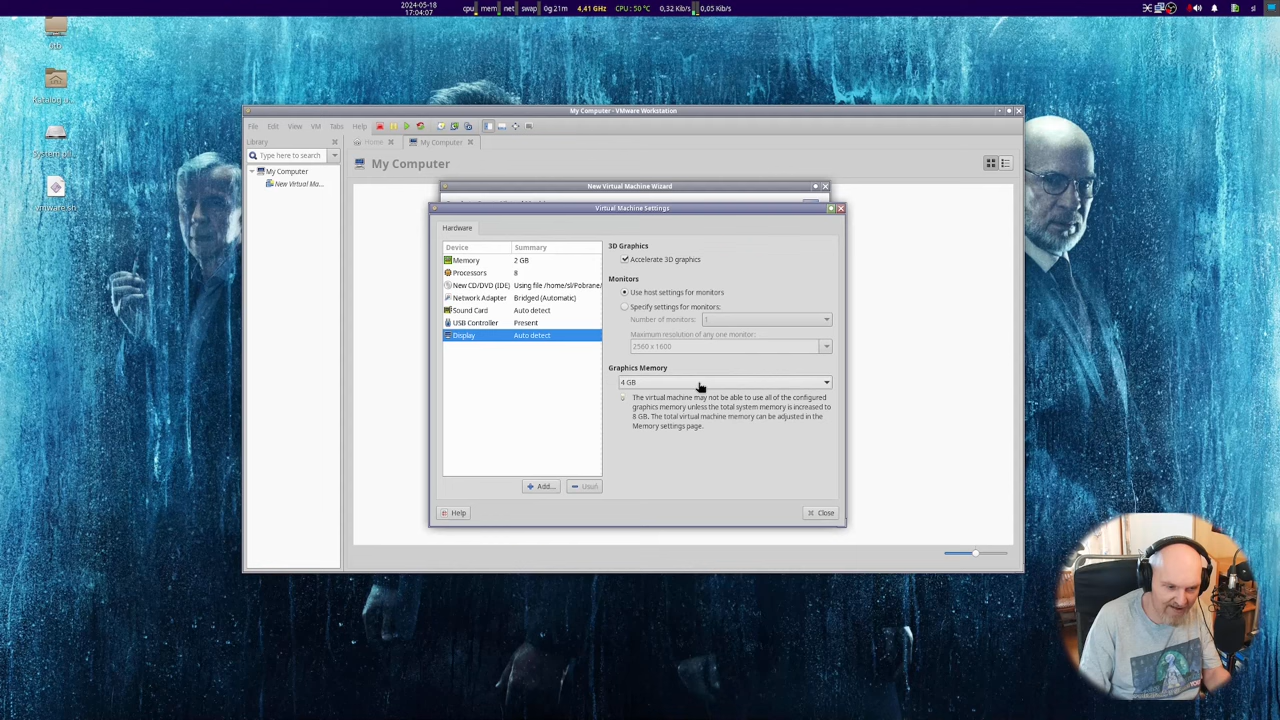 2024-05-18
17:04:07
cpu mem net swap 0g 21m 4,41 GHz CPU : 50 °C 0,32 Kib/s 0,05 Kib/s
sl
Katalog
vmware.sh
My Computer - VMware Workstation
File Edit View VM Tabs Help
Library
Home My Computer
Type here to search
My Computer
My Computer
New Virtual Ma...
New Virtual Machine Wizard
Virtual Machine Settings
Hardware
Device Summary
Memory 2 GB
Processors 8
New CD/DVD (IDE) Using file /home/sl/Pobrane/
Network Adapter Bridged (Automatic)
Sound Card Auto detect
USB Controller Present
Display Auto detect
3D Graphics
Accelerate 3D graphics
Monitors
Use host settings for monitors
Specify settings for monitors:
Number of monitors: 1
Maximum resolution of any one monitor:
2560 x 1600
Graphics Memory
4 GB
The virtual machine may not be able to use all of the configured
graphics memory unless the total system memory is increased to
8 GB. The total virtual machine memory can be adjusted in the
Memory settings page.
Add... Usuń
Help Close